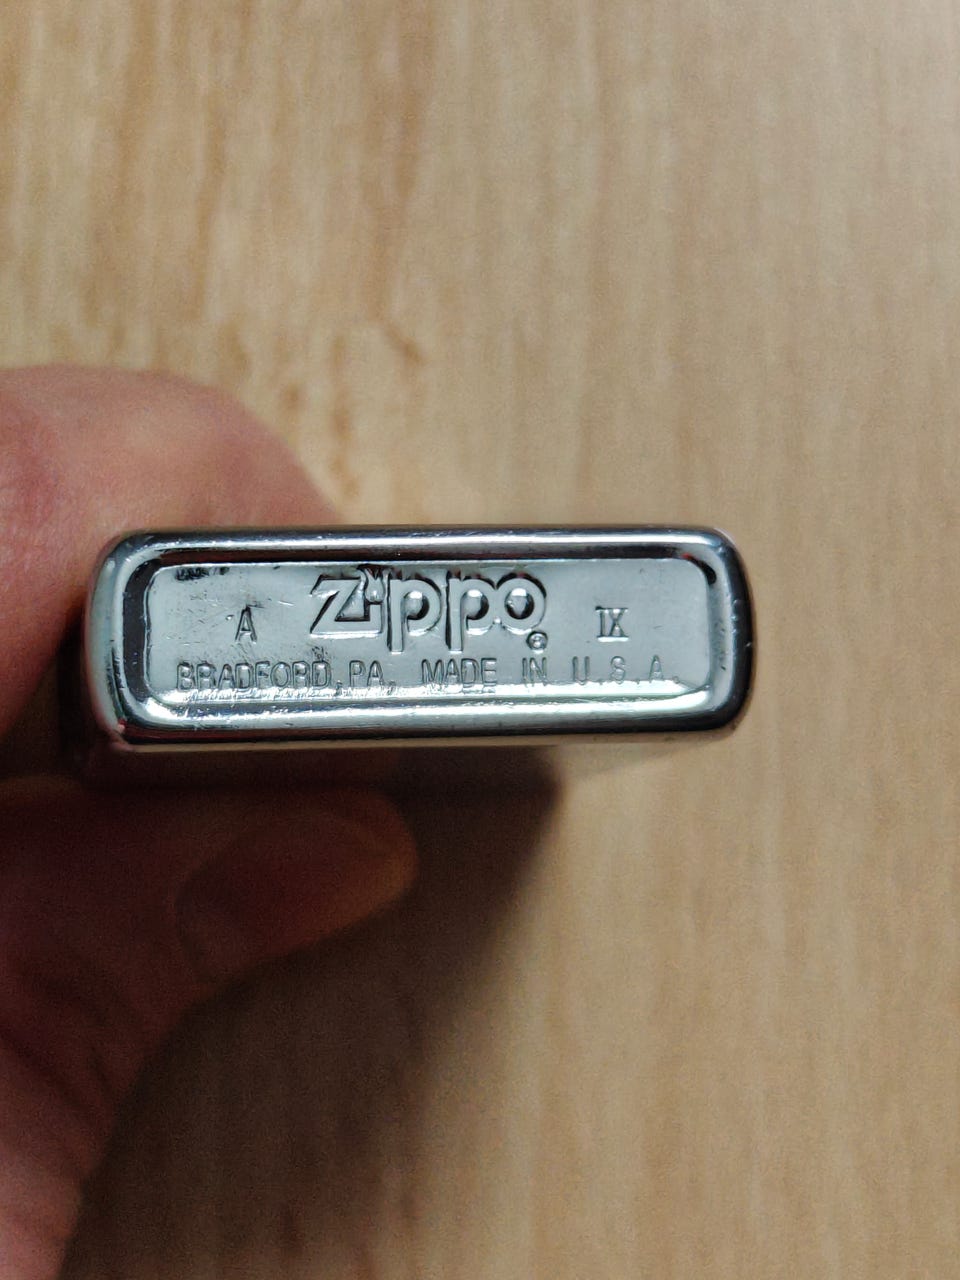 A Zippo® IX
BRADFORD, PA. MADE IN U.S.A.